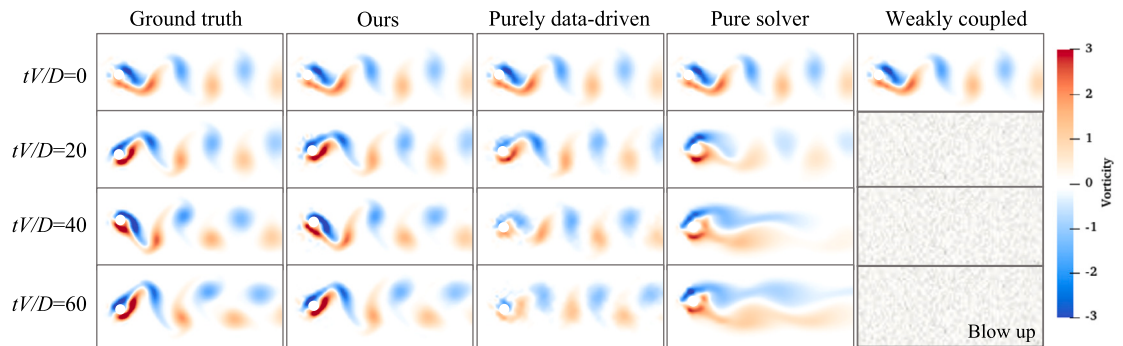 Ground truth
Ours
Purely data-driven
Pure solver
Weakly coupled
tV/D=0
tV/D=20
tV/D=40
tV/D=60
Blow up
3
2
1
0
-1
-2
-3
Vorticity